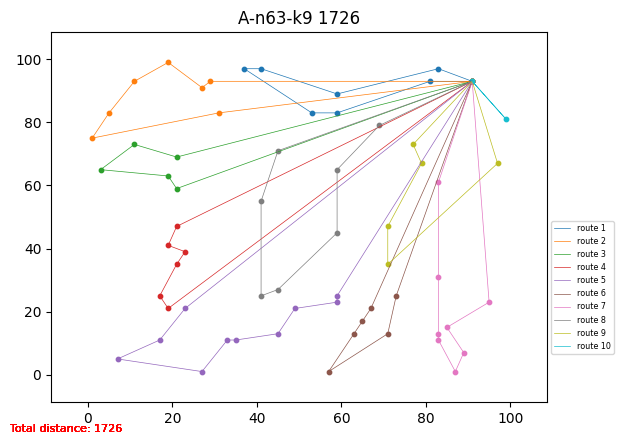 A-n63-k9 1726
100
80
60
40
20
0
0 20 40 60 80 100
route 1
route 2
route 3
route 4
route 5
route 6
route 7
route 8
route 9
route 10
Total distance: 1726